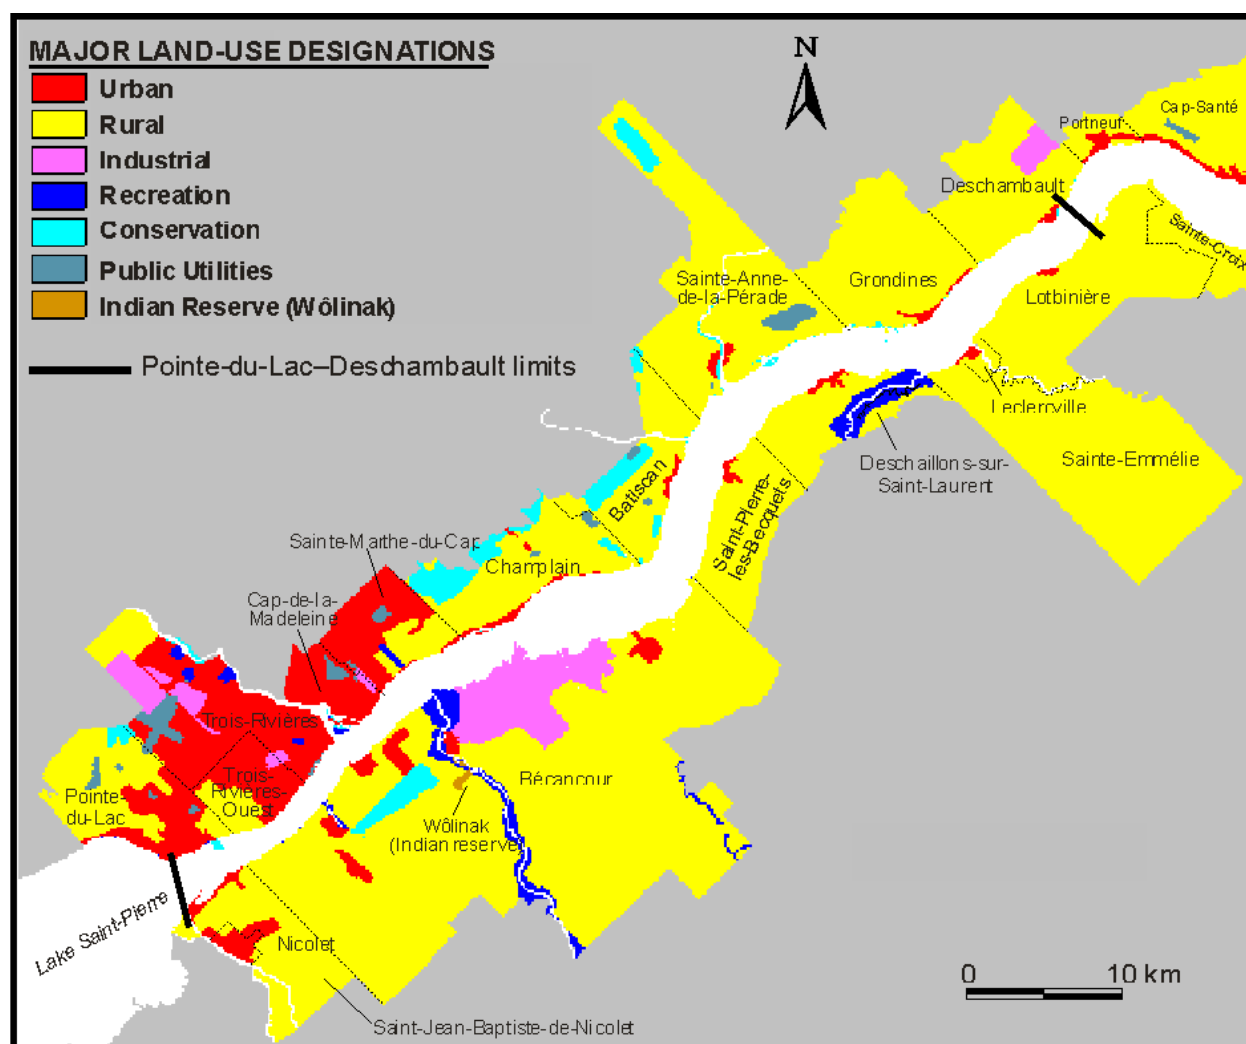 MAJOR LAND-USE DESIGNATIONS
Urban
Rural
Industrial
Recreation
Conservation
Public Utilities
Indian Reserve (Wôlinak)
Pointe-du-Lac–Deschambault limits
N
Cap-Santé
Portneuf
Deschambault
Sainte-Croix
Sainte-Anne-
de-la-Pérade
Grondines
Lotbinière
Leclercville
Deschaillons-sur-
Saint-Laurent
Sainte-Emmélie
Batiscan
Saint-Pierre-
les-Becquets
Sainte-Marthe-du-Cap
Champlain
Cap-de-la-
Madeleine
Trois-Rivières
Trois-
Rivières-
Ouest
Pointe-
du-Lac
Bécancour
Wôlinak
(Indian reserve
Lake Saint-Pierre
Nicolet
Saint-Jean-Baptiste-de-Nicolet
0 10 km